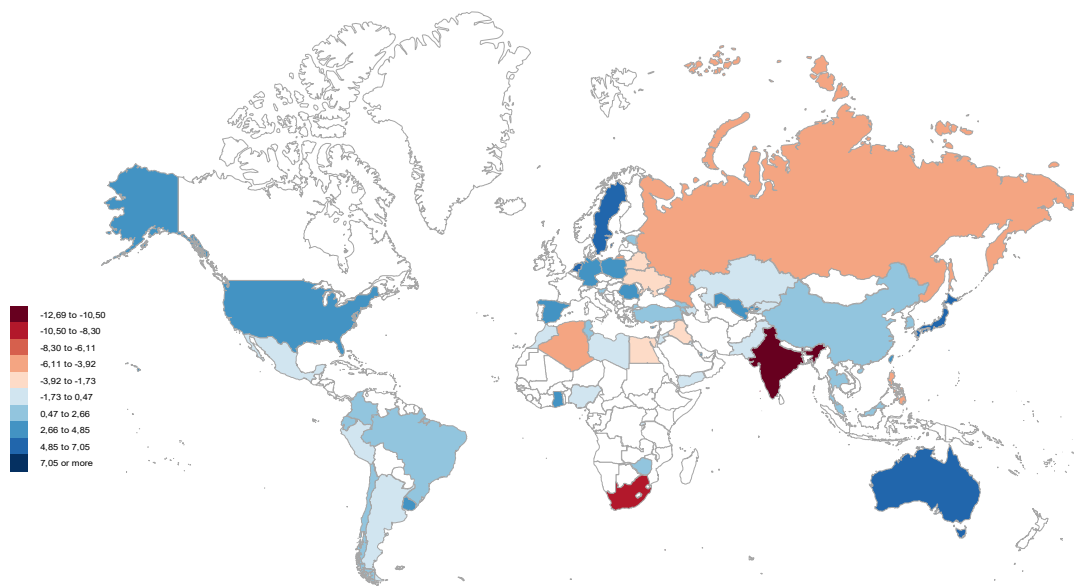 -12,69 to -10,50
-10,50 to -8,30
-8,30 to -6,11
-6,11 to -3,92
-3,92 to -1,73
-1,73 to 0,47
0,47 to 2,66
2,66 to 4,85
4,85 to 7,05
7,05 or more